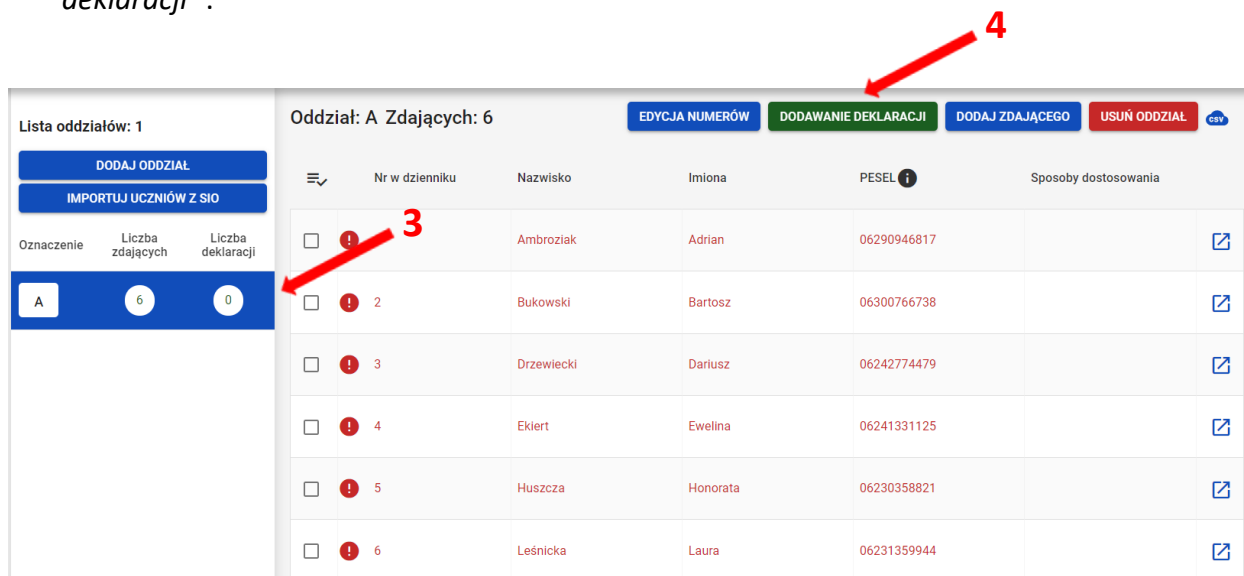 deklaracji”.
4
Lista oddziałów: 1
DODAJ ODDZIAŁ
IMPORTUJ UCZNIÓW Z SIO
Oznaczenie Liczba zdających Liczba deklaracji
A 6 0
3
Oddział: A Zdających: 6 EDYCJA NUMERÓW DODAWANIE DEKLARACJI DODAJ ZDAJĄCEGO USUŃ ODDZIAŁ CSV
Nr w dzienniku Nazwisko Imiona PESEL i Sposoby dostosowania
Ambroziak Adrian 06290946817
2 Bukowski Bartosz 06300766738
3 Drzewiecki Dariusz 06242774479
4 Ekiert Ewelina 06241331125
5 Huszcza Honorata 06230358821
6 Leśnicka Laura 06231359944